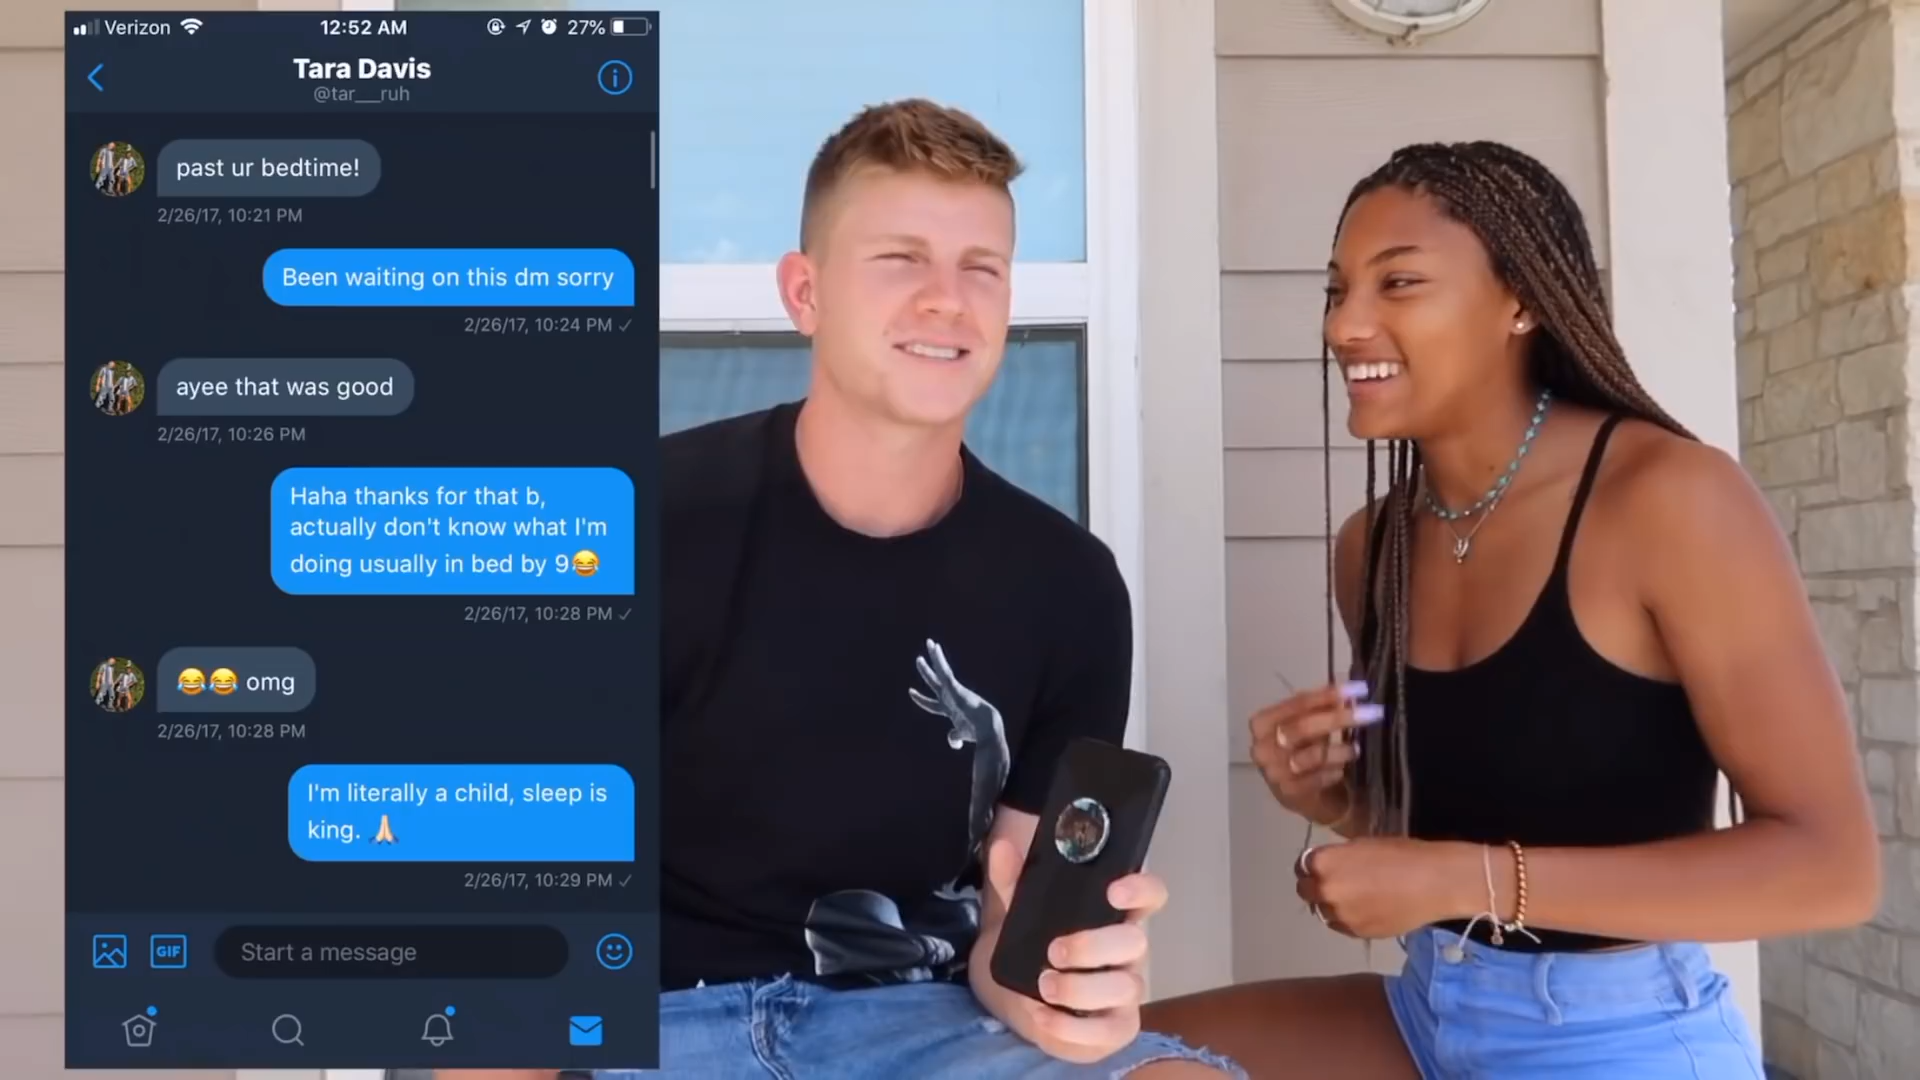 Verizon 12:52 AM 27%
Tara Davis
@tar___ruh
past ur bedtime!
2/26/17, 10:21 PM
Been waiting on this dm sorry
2/26/17, 10:24 PM ✓
ayee that was good
2/26/17, 10:26 PM
Haha thanks for that b,
actually don't know what I'm
doing usually in bed by 9😂
2/26/17, 10:28 PM ✓
😂😂 omg
2/26/17, 10:28 PM
I'm literally a child, sleep is
king. 🙏🏻
2/26/17, 10:29 PM ✓
GIF Start a message